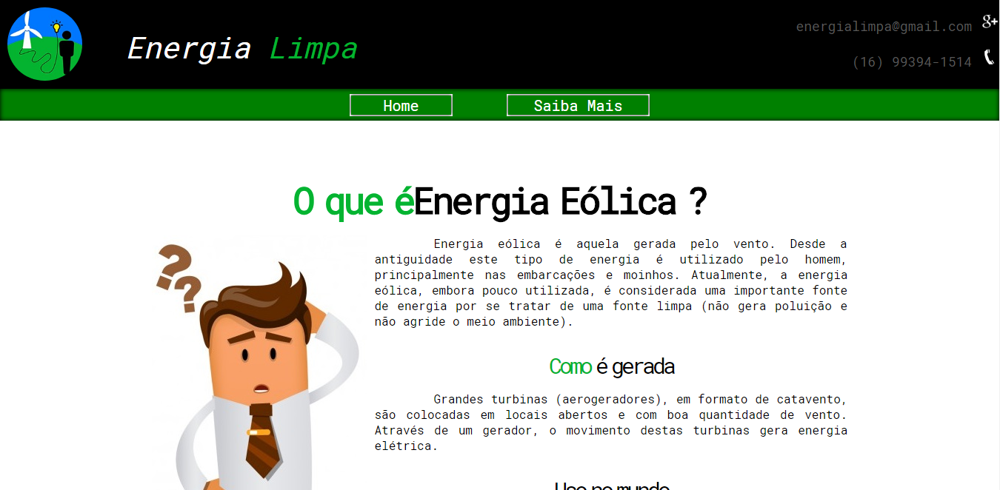 Energia Limpa
energialimpa@gmail.com
g+
(16) 99394-1514
Home
Saiba Mais
O que éEnergia Eólica ?
??
Energia eólica é aquela gerada pelo vento. Desde a
antiguidade este tipo de energia é utilizado pelo homem,
principalmente nas embarcações e moinhos. Atualmente, a energia
eólica, embora pouco utilizada, é considerada uma importante fonte
de energia por se tratar de uma fonte limpa (não gera poluição e
não agride o meio ambiente).
Como é gerada
Grandes turbinas (aerogeradores), em formato de catavento,
são colocadas em locais abertos e com boa quantidade de vento.
Através de um gerador, o movimento destas turbinas gera energia
elétrica.
Uso no mundo